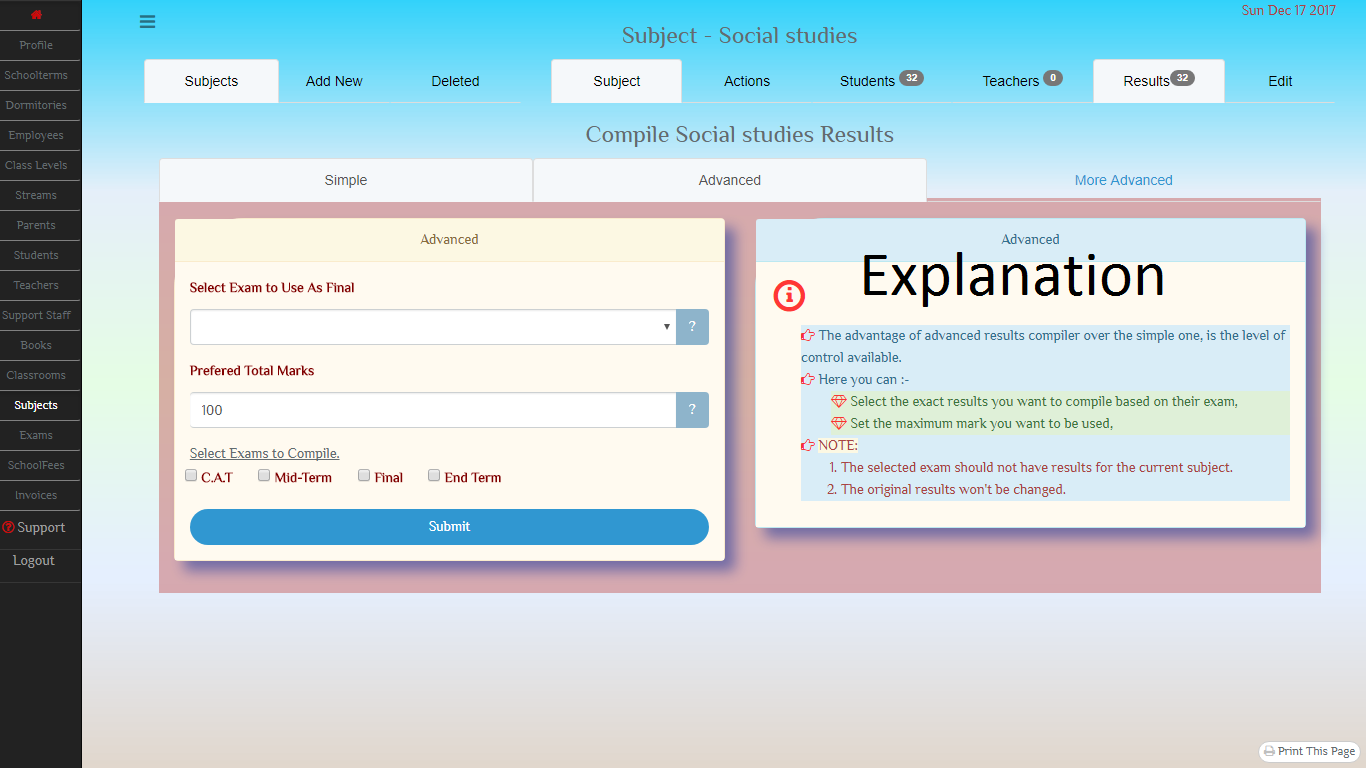 Sun Dec 17 2017
Profile
Schoolterms
Dormitories
Employees
Class Levels
Streams
Parents
Students
Teachers
Support Staff
Books
Classrooms
Subjects
Exams
SchoolFees
Invoices
Support
Logout
Subject - Social studies
Subjects Add New Deleted Subject Actions Students 32 Teachers 0 Results 32 Edit
Compile Social studies Results
Simple Advanced More Advanced
Advanced
Select Exam to Use As Final
?
Prefered Total Marks
100 ?
Select Exams to Compile.
C.A.T Mid-Term Final End Term
Submit
Advanced
Explanation
The advantage of advanced results compiler over the simple one, is the level of
control available.
Here you can :-
Select the exact results you want to compile based on their exam,
Set the maximum mark you want to be used,
NOTE:
1. The selected exam should not have results for the current subject.
2. The original results won't be changed.
Print This Page